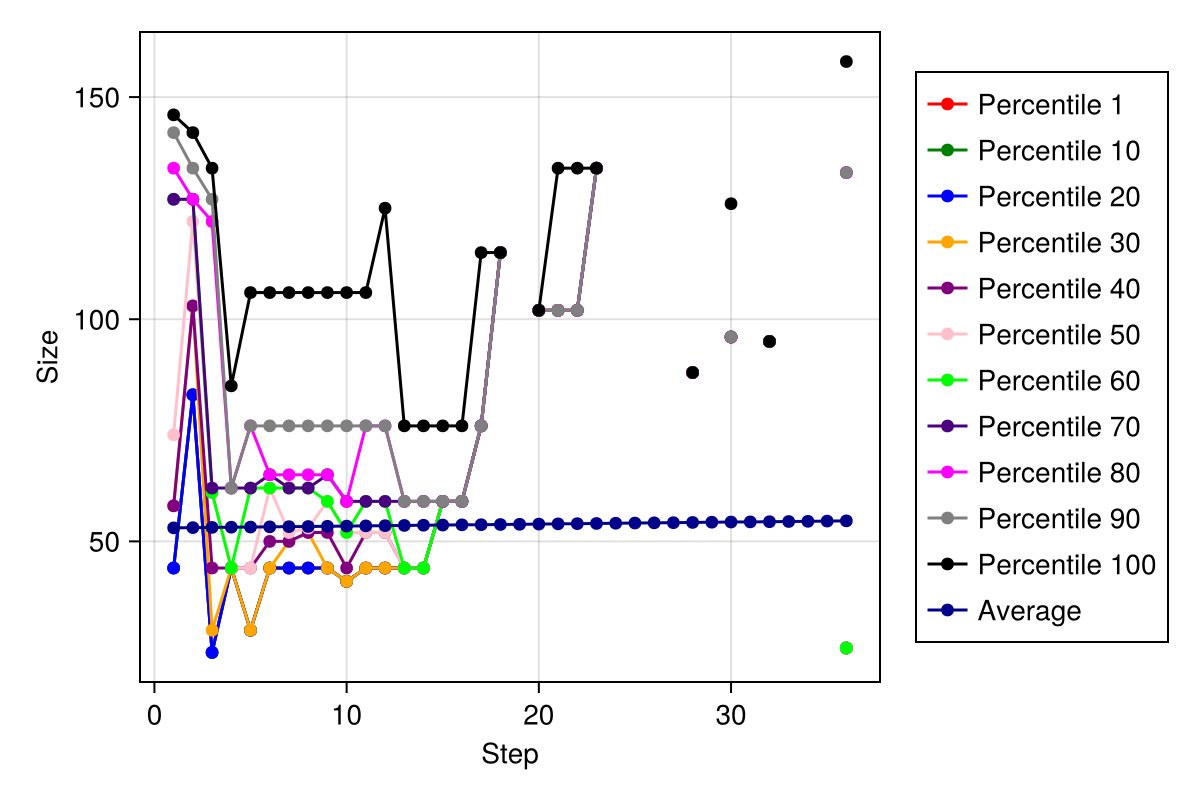 150
100
50
Size
0
10
20
30
Step
Percentile 1
Percentile 10
Percentile 20
Percentile 30
Percentile 40
Percentile 50
Percentile 60
Percentile 70
Percentile 80
Percentile 90
Percentile 100
Average